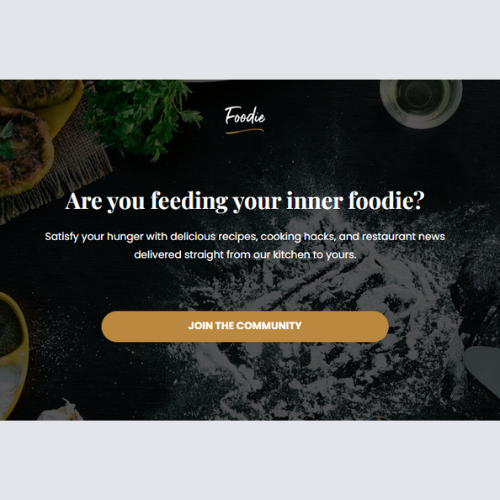 Foodie
Are you feeding your inner foodie?
Satisfy your hunger with delicious recipes, cooking hacks, and restaurant news
delivered straight from our kitchen to yours.
JOIN THE COMMUNITY